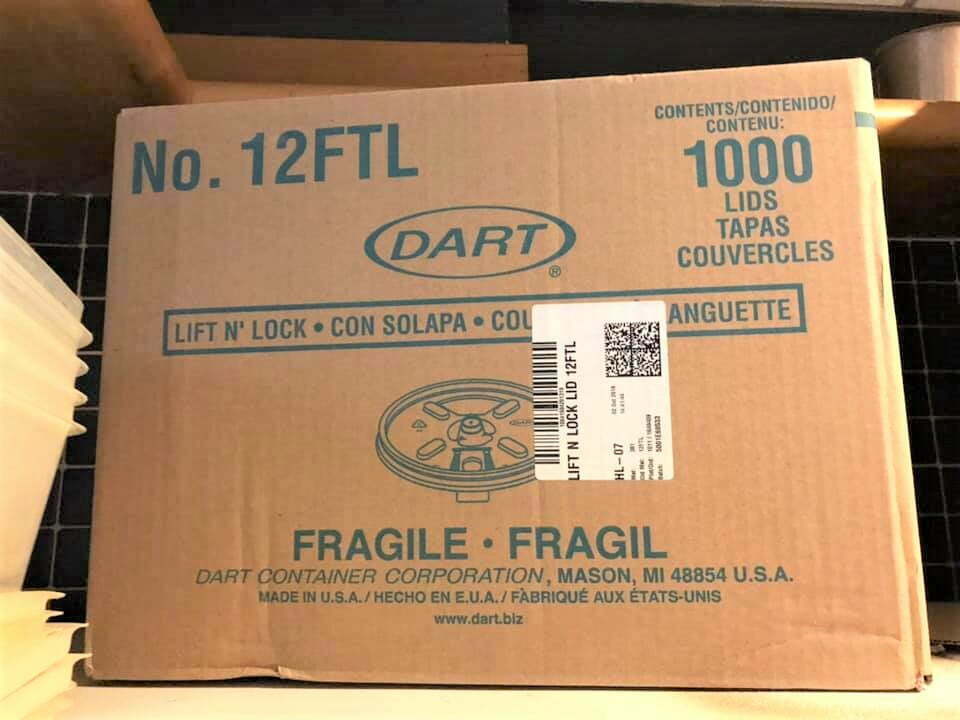 No. 12FTL
CONTENTS/CONTENIDO/
CONTENU:
1000
LIDS
TAPAS
COUVERCLES
DART
®
LIFT N' LOCK • CON SOLAPA • COU
ANGUETTE
LIFT N LOCK LID 12FTL
HL-07
FRAGILE • FRAGIL
DART CONTAINER CORPORATION, MASON, MI 48854 U.S.A.
MADE IN U.S.A./ HECHO EN E.U.A./ FABRIQUÉ AUX ÉTATS-UNIS
www.dart.biz